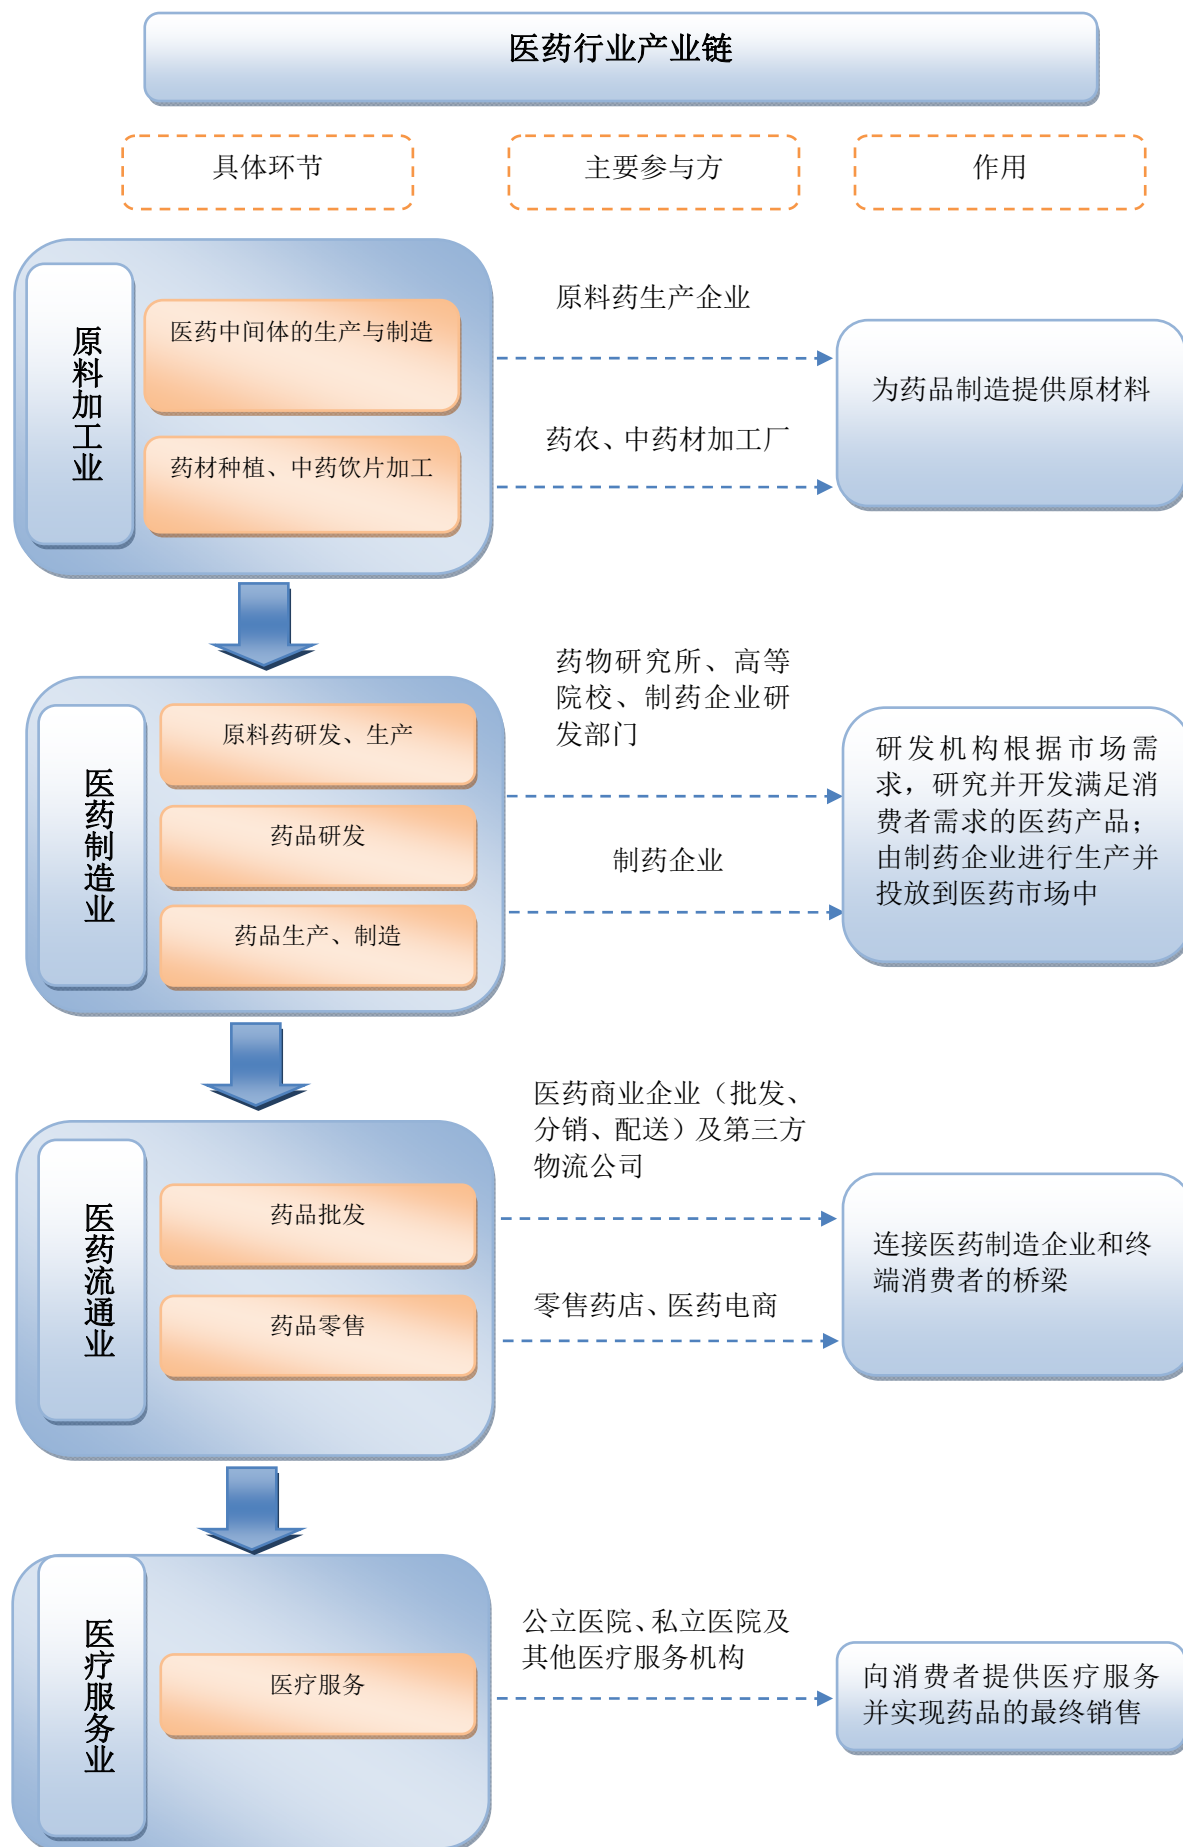 医药行业产业链
具体环节
主要参与方
作用
原料加工业
医药中间体的生产与制造
药材种植、中药饮片加工
原料药生产企业
药农、中药材加工厂
为药品制造提供原材料
医药制造业
原料药研发、生产
药品研发
药品生产、制造
药物研究所、高等
院校、制药企业研
发部门
制药企业
研发机构根据市场需
求，研究并开发满足消
费者需求的医药产品；
由制药企业进行生产并
投放到医药市场中
医药流通业
药品批发
药品零售
医药商业企业（批发、
分销、配送）及第三方
物流公司
零售药店、医药电商
连接医药制造企业和终
端消费者的桥梁
医疗服务业
医疗服务
公立医院、私立医院及
其他医疗服务机构
向消费者提供医疗服务
并实现药品的最终销售